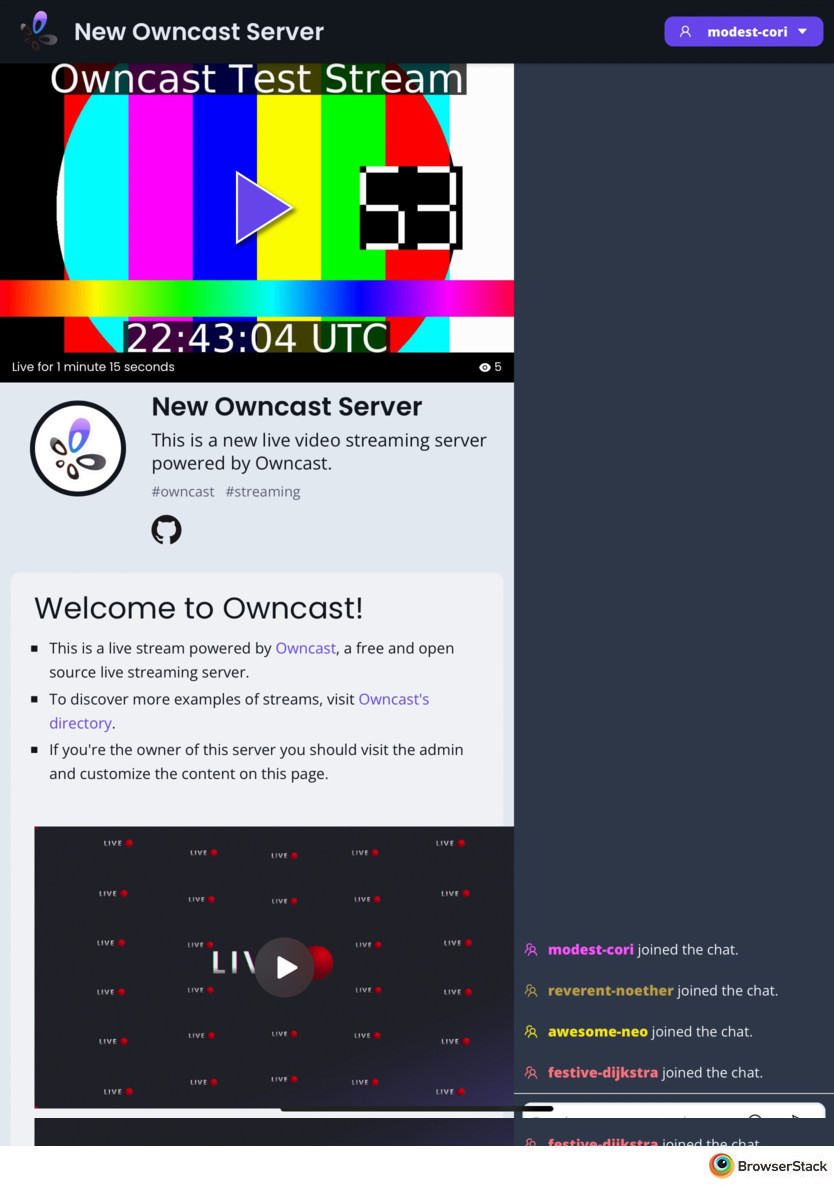 New Owncast Server
modest-cori
Owncast Test Stream
53
22:43:04 UTC
Live for 1 minute 15 seconds
5
New Owncast Server
This is a new live video streaming server
powered by Owncast.
#owncast #streaming
Welcome to Owncast!
This is a live stream powered by Owncast, a free and open
source live streaming server.
To discover more examples of streams, visit Owncast's
directory.
If you're the owner of this server you should visit the admin
and customize the content on this page.
LIVE LIVE LIVE LIVE LIVE
LIVE LIVE LIVE LIVE LIVE
LIVE LIVE LIV LIVE LIVE
LIVE LIVE LIVE LIVE
LIVE LIVE LIVE LIVE LIVE
LIVE LIVE LIVE LIVE LIVE
modest-cori joined the chat.
reverent-noether joined the chat.
awesome-neo joined the chat.
festive-dijkstra joined the chat.
festive-dijkstra joined the chat.
BrowserStack